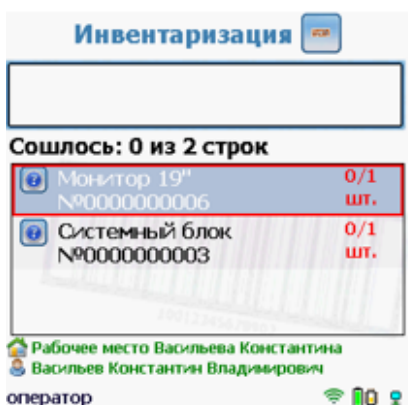 Инвентаризация
Сошлось: 0 из 2 строк
Монитор 19" 0/1
№0000000006 шт.
Системный блок 0/1
№0000000003 шт.
Рабочее место Васильева Константина
Васильев Константин Владимирович
оператор